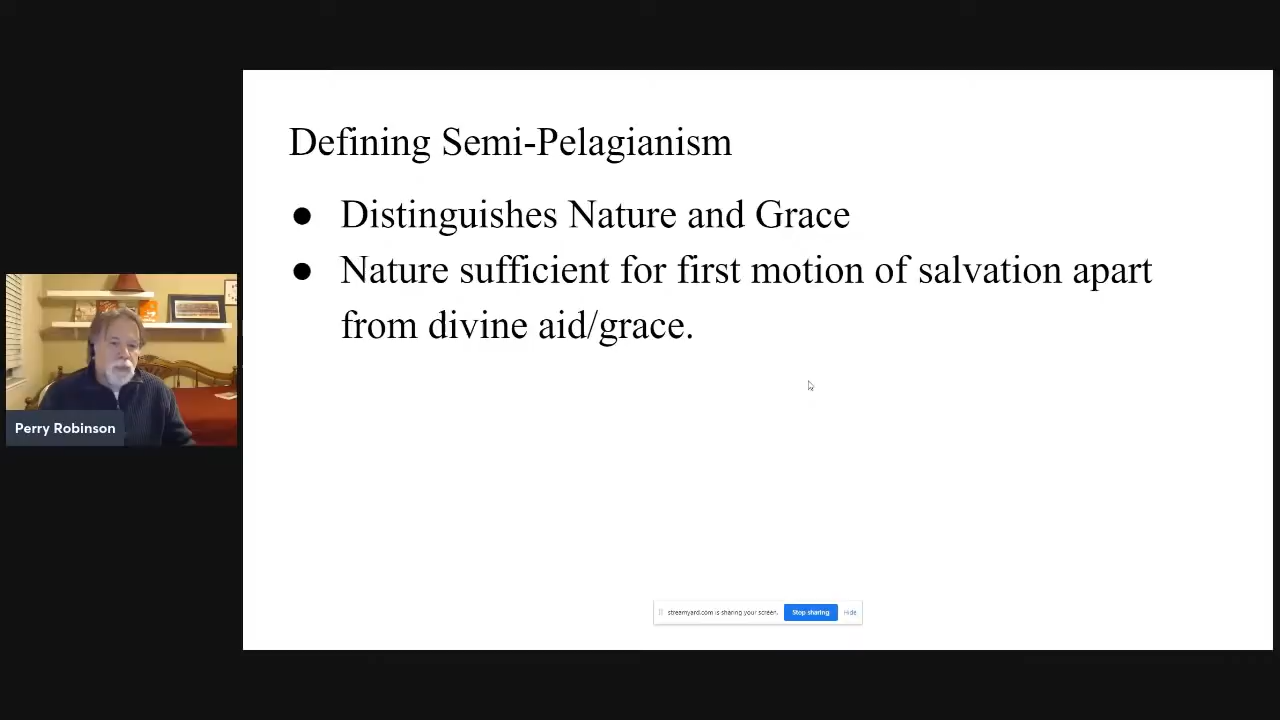 Defining Semi-Pelagianism
● Distinguishes Nature and Grace
● Nature sufficient for first motion of salvation apart
from divine aid/grace.
Perry Robinson
streamyard.com is sharing your screen.
Stop sharing
Hide